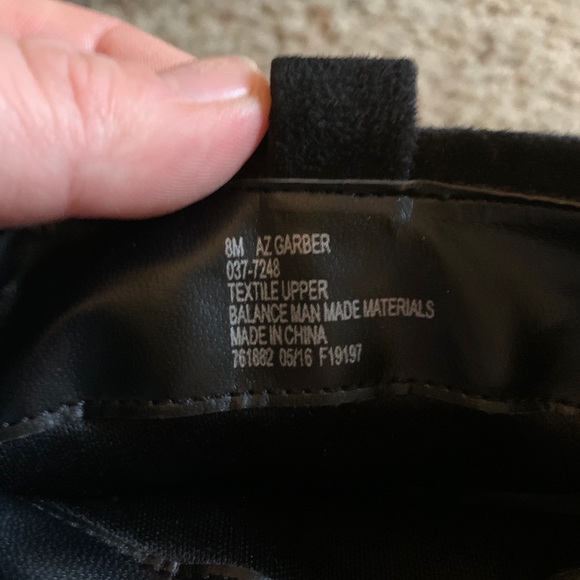 8M AZ GARBER
037-7248
TEXTILE UPPER
BALANCE MAN MADE MATERIALS
MADE IN CHINA
761882 05/16 F19197